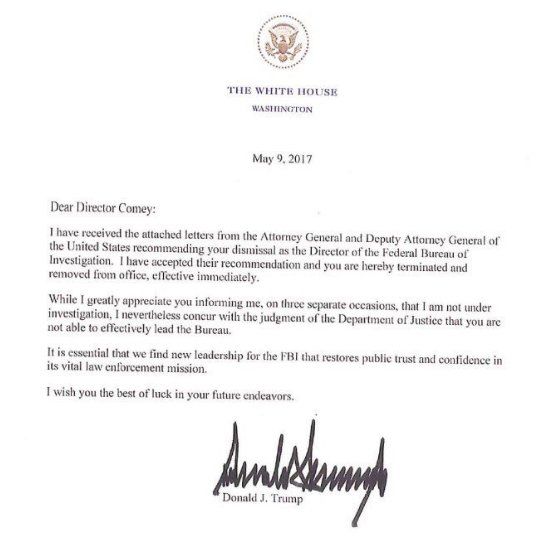 THE WHITE HOUSE
WASHINGTON
May 9, 2017
Dear Director Comey:
I have received the attached letters from the Attorney General and Deputy Attorney General of
the United States recommending your dismissal as the Director of the Federal Bureau of
Investigation. I have accepted their recommendation and you are hereby terminated and
removed from office, effective immediately.
While I greatly appreciate you informing me, on three separate occasions, that I am not under
investigation, I nevertheless concur with the judgment of the Department of Justice that you are
not able to effectively lead the Bureau.
It is essential that we find new leadership for the FBI that restores public trust and confidence in
its vital law enforcement mission.
I wish you the best of luck in your future endeavors.
Donald J. Trump